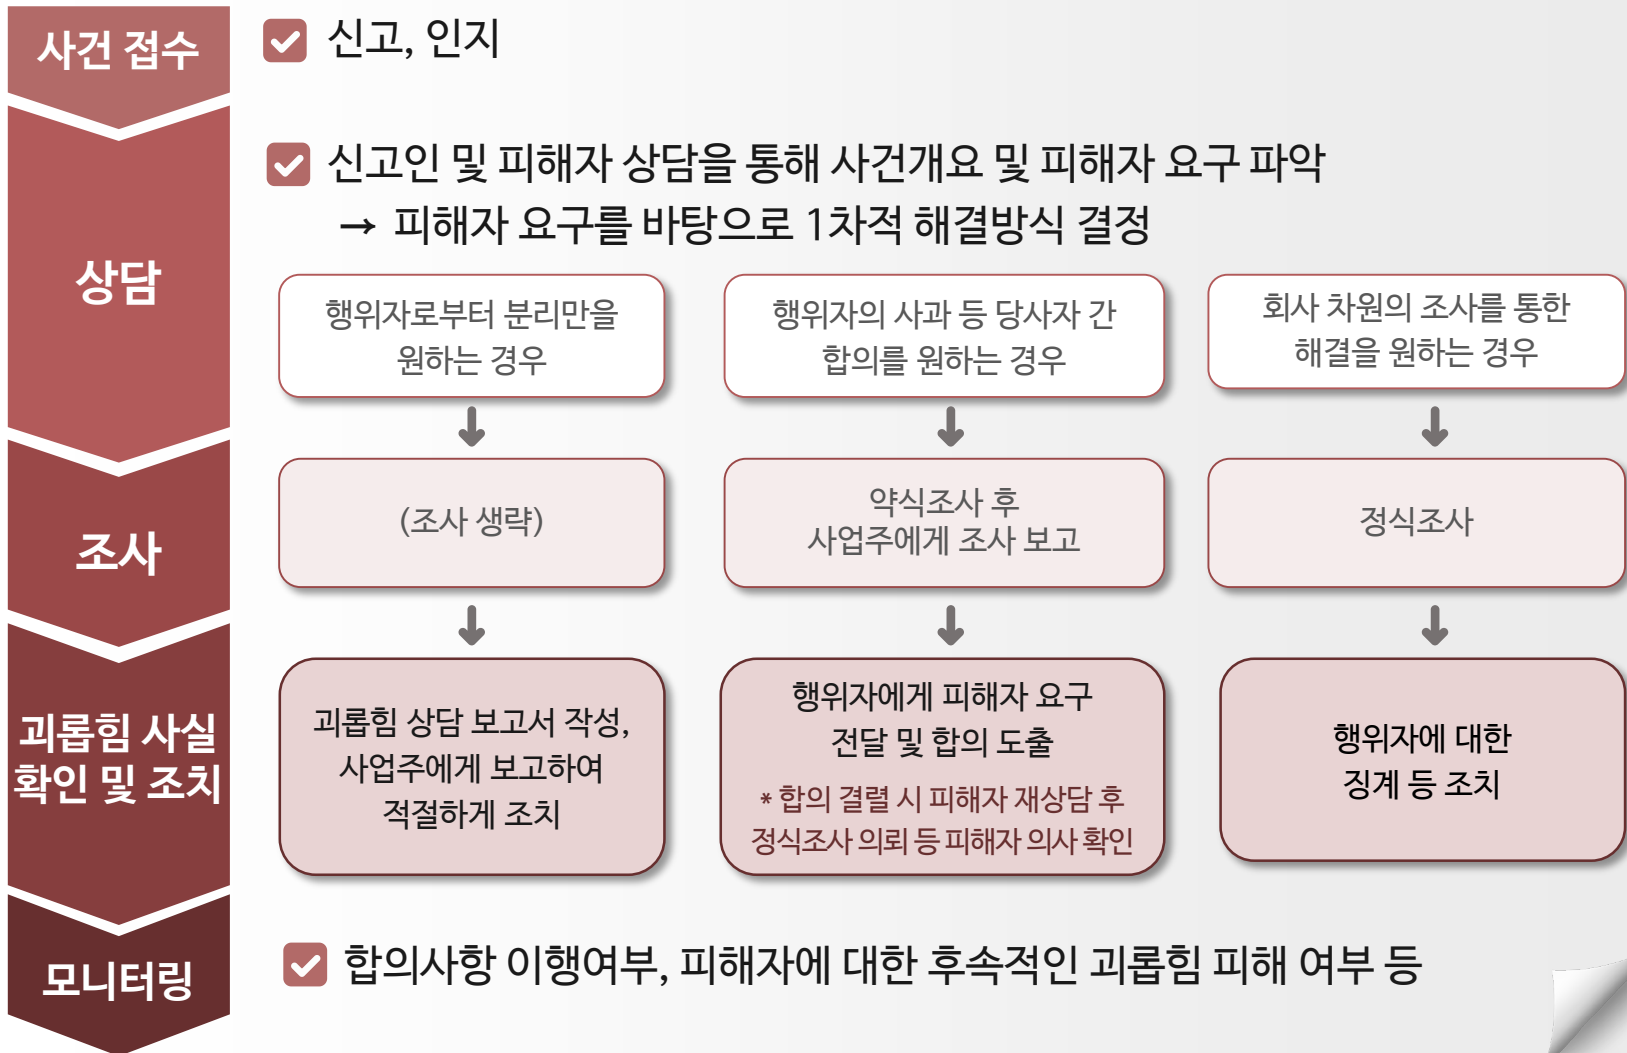 사건 접수
신고, 인지
상담
신고인 및 피해자 상담을 통해 사건개요 및 피해자 요구 파악
→ 피해자 요구를 바탕으로 1차적 해결방식 결정
행위자로부터 분리만을
원하는 경우
행위자의 사과 등 당사자 간
합의를 원하는 경우
회사 차원의 조사를 통한
해결을 원하는 경우
조사
(조사 생략)
약식조사 후
사업주에게 조사 보고
정식조사
괴롭힘 사실
확인 및 조치
괴롭힘 상담 보고서 작성,
사업주에게 보고하여
적절하게 조치
행위자에게 피해자 요구
전달 및 합의 도출
* 합의 결렬 시 피해자 재상담 후
정식조사 의뢰 등 피해자 의사 확인
행위자에 대한
징계 등 조치
모니터링
합의사항 이행여부, 피해자에 대한 후속적인 괴롭힘 피해 여부 등